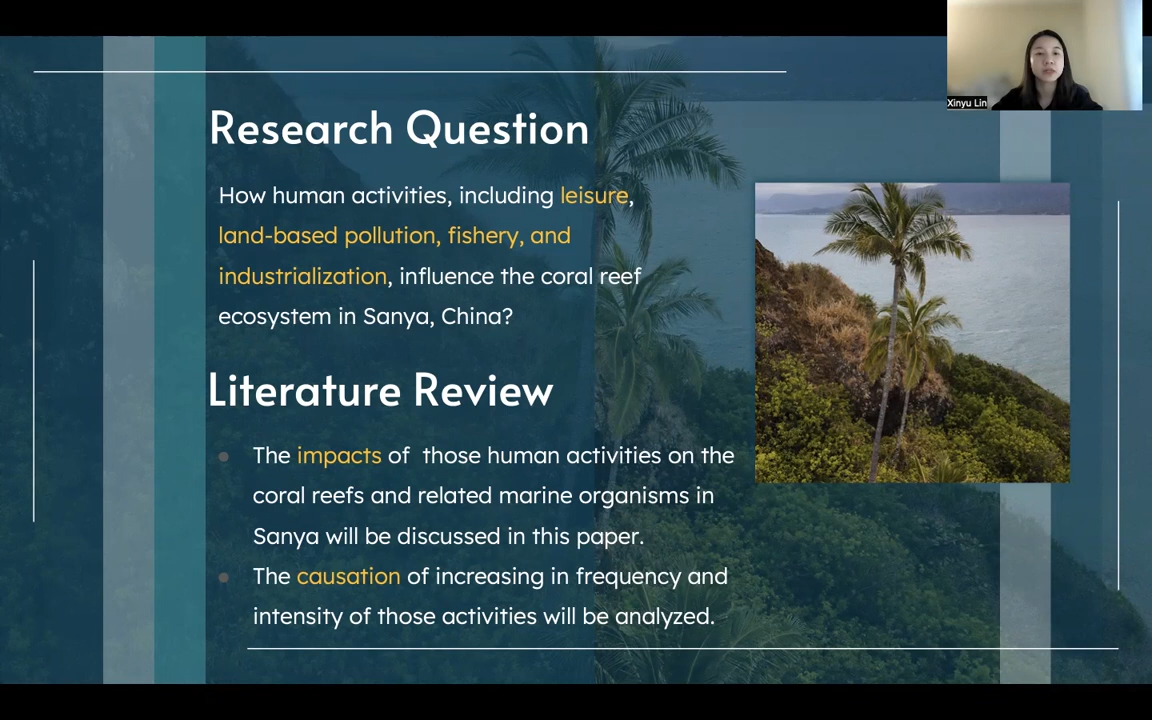 Xinyu Lin
Research Question
How human activities, including leisure,
land-based pollution, fishery, and
industrialization, influence the coral reef
ecosystem in Sanya, China?
Literature Review
The impacts of  those human activities on the
coral reefs and related marine organisms in
Sanya will be discussed in this paper.
The causation of increasing in frequency and
intensity of those activities will be analyzed.